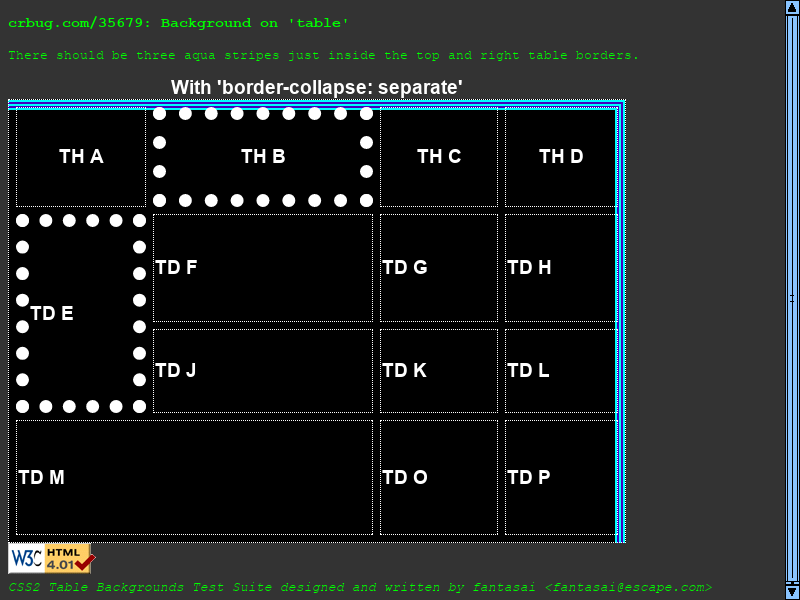 crbug.com/35679: Background on 'table'
There should be three aqua stripes just inside the top and right table borders.
With 'border-collapse: separate'
TH A TH B TH C TH D
TD E
TD F TD G TD H
TD J TD K TD L
TD M TD O TD P
W3C HTML 4.01
CSS2 Table Backgrounds Test Suite designed and written by fantasai <fantasai@escape.com>